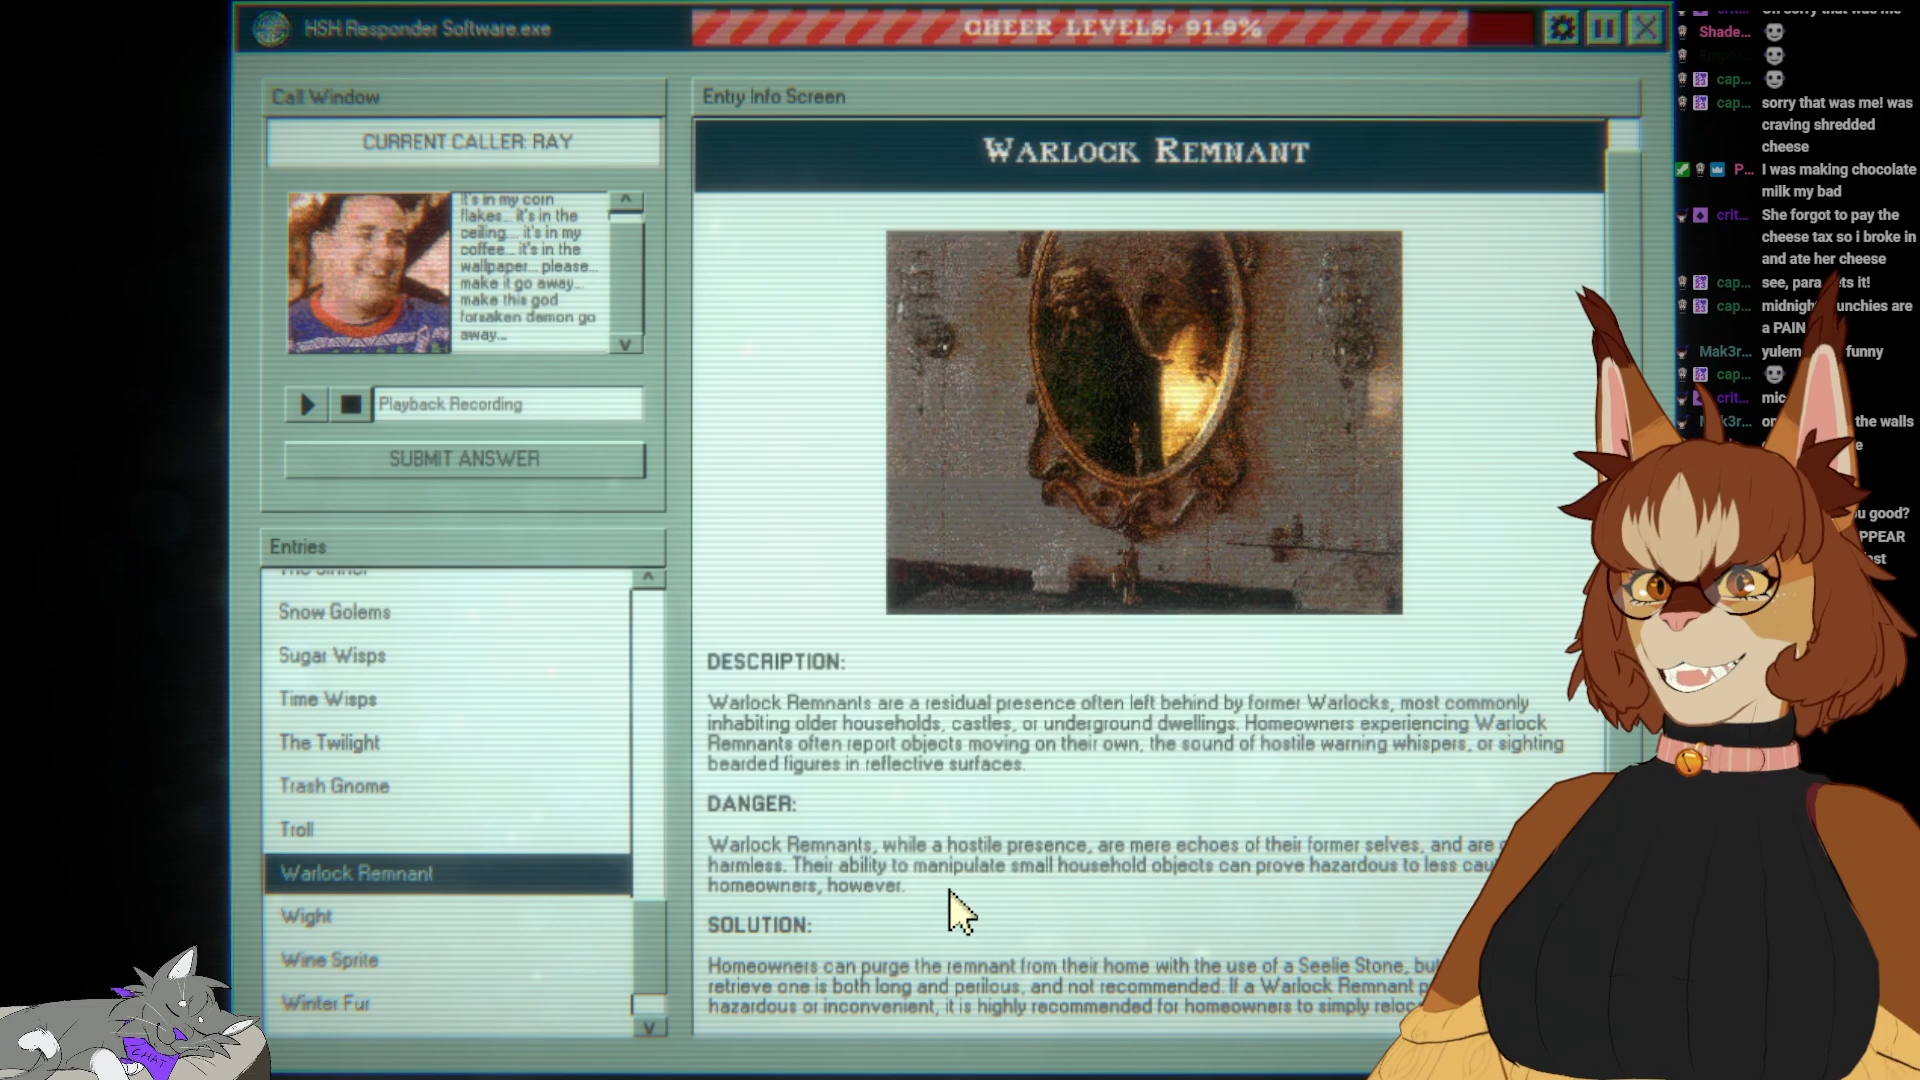 HSH Responder Software.exe
CHEER LEVELS: 91.9%
Call Window
CURRENT CALLER: RAY
It's in my corn
flakes... it's in the
ceiling.... it's in my
coffee... it's in the
wallpaper... please...
make it go away...
make this god
forsaken demon go
away...
Playback Recording
SUBMIT ANSWER
Entries
Snow Golems
Sugar Wisps
Time Wisps
The Twilight
Trash Gnome
Troll
Warlock Remnant
Wight
Wine Sprite
Winter Fur
Entry Info Screen
WARLOCK REMNANT
DESCRIPTION:
Warlock Remnants are a residual presence often left behind by former Warlocks, most commonly
inhabiting older households, castles, or underground dwellings. Homeowners experiencing Warlock
Remnants often report objects moving on their own, the sound of hostile warning whispers, or sighting
bearded figures in reflective surfaces.
DANGER:
Warlock Remnants, while a hostile presence, are mere echoes of their former selves, and are
harmless. Their ability to manipulate small household objects can prove hazardous to less
homeowners, however.
SOLUTION:
Homeowners can purge the remnant from their home with the use of a Seelie Stone, but
retrieve one is both long and perilous, and not recommended. If a Warlock Remnant
hazardous or inconvenient, it is highly recommended for homeowners to simply
Shade...
cap...
cap... sorry that was me! was
craving shredded
cheese
P... I was making chocolate
milk my bad
crit... She forgot to pay the
cheese tax so i broke in
and ate her cheese
cap... see, para
cap... are
a PAIN
Mak3r... funny
cap...
crit...
the walls
good?
CHAT